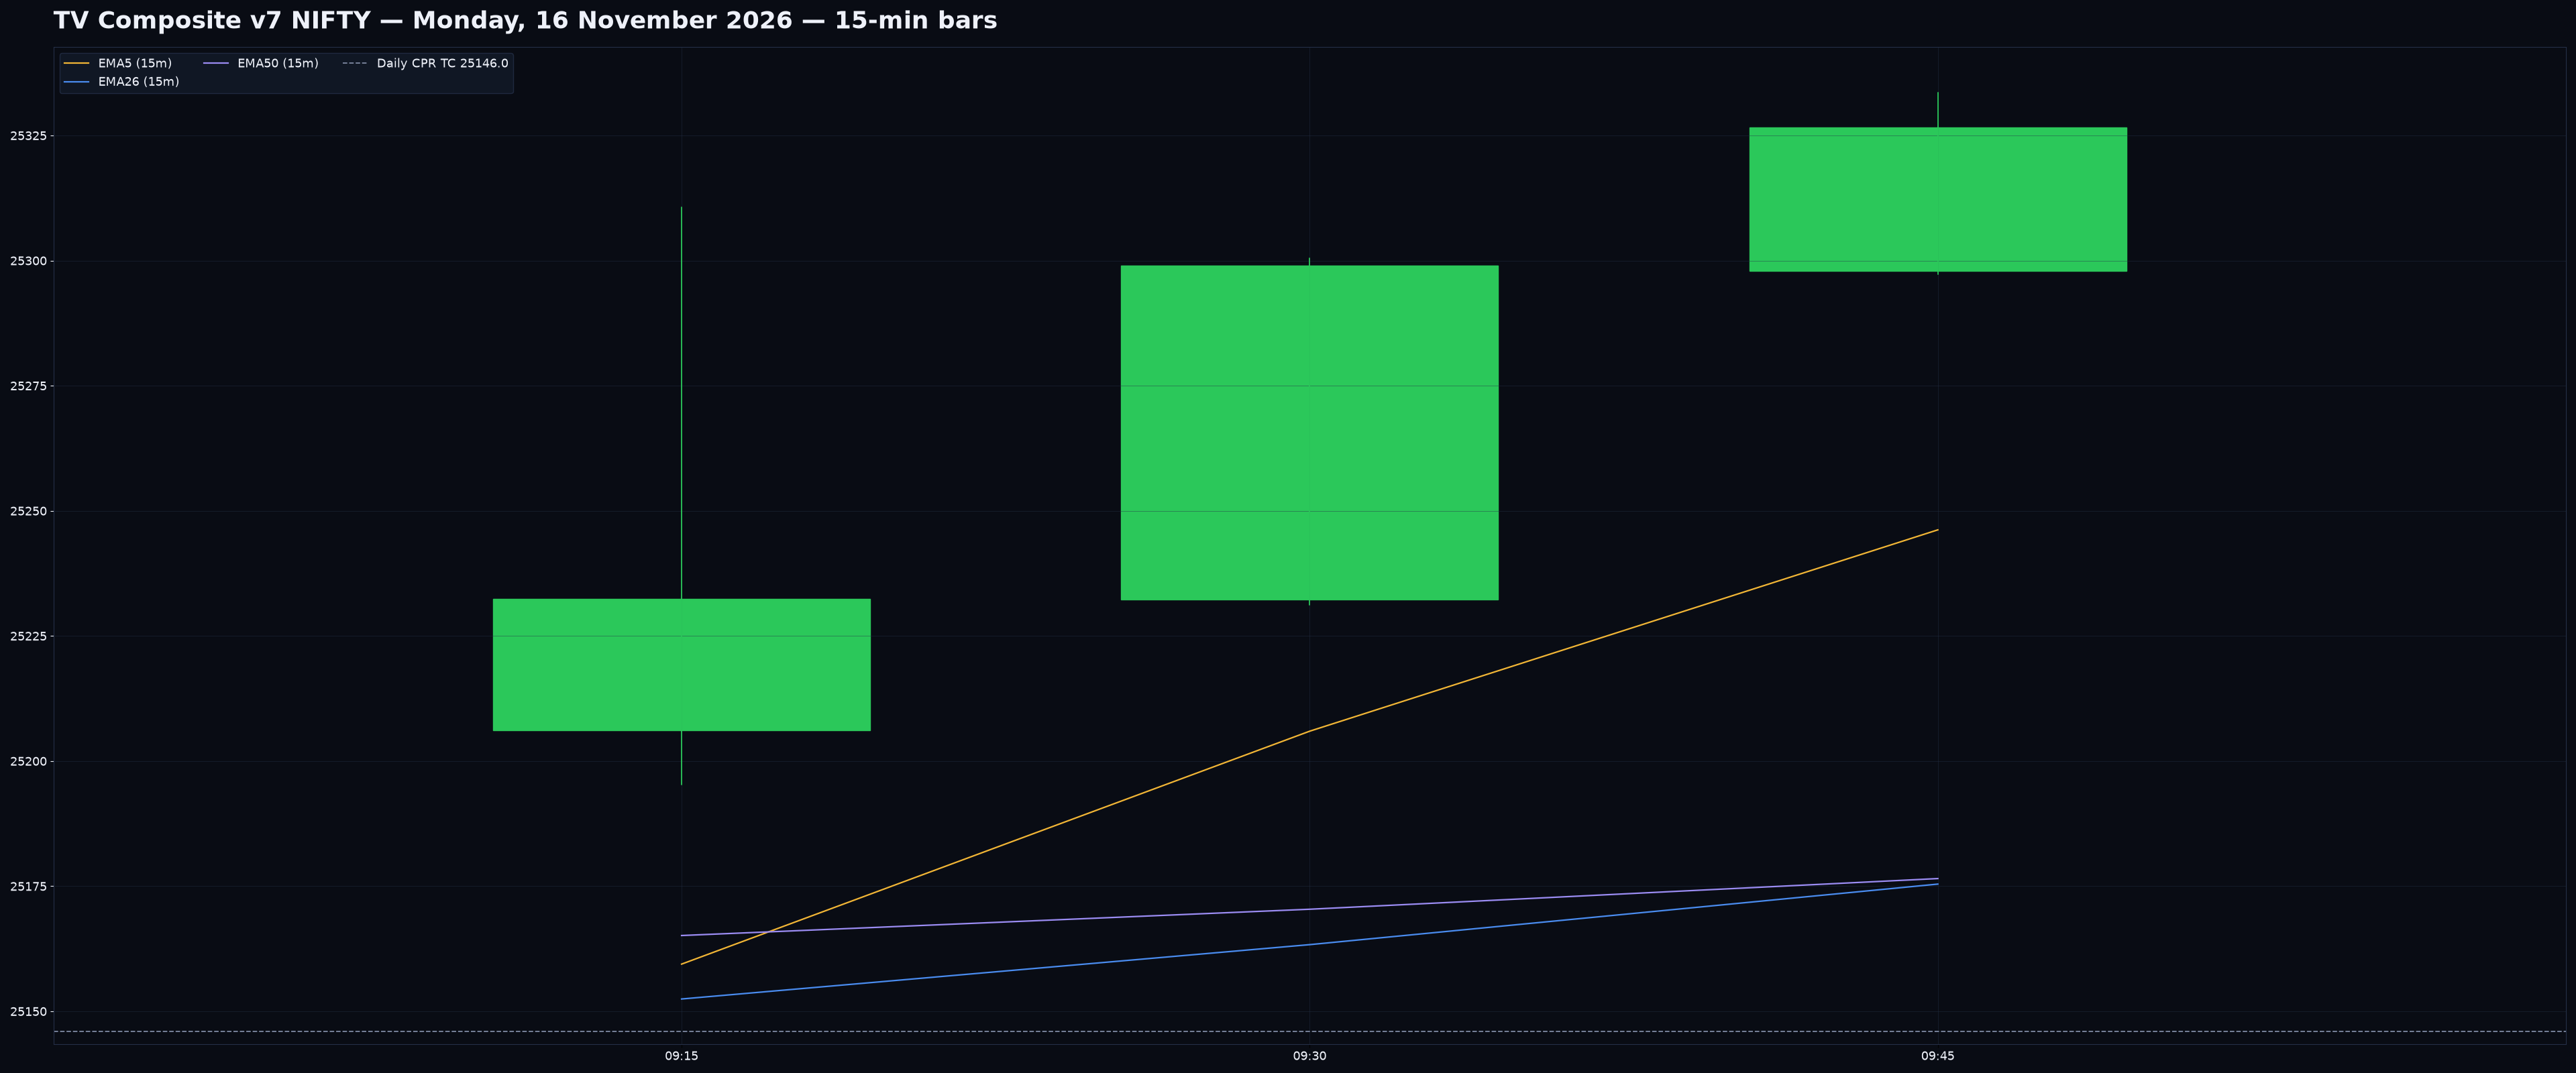 TV Composite v7 NIFTY — Monday, 16 November 2026 — 15-min bars
EMA5 (15m) EMA50 (15m) Daily CPR TC 25146.0
EMA26 (15m)
25325
25300
25275
25250
25225
25200
25175
25150
09:15 09:30 09:45